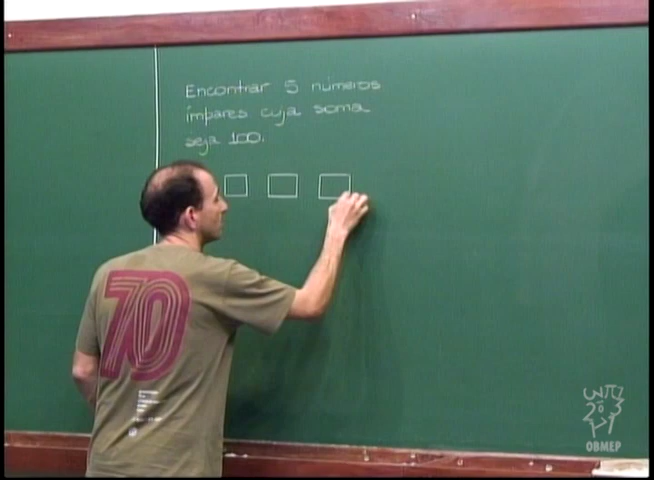 Encontrar 5 números
ímpares cuja soma
seja 100.
70
OBMEP